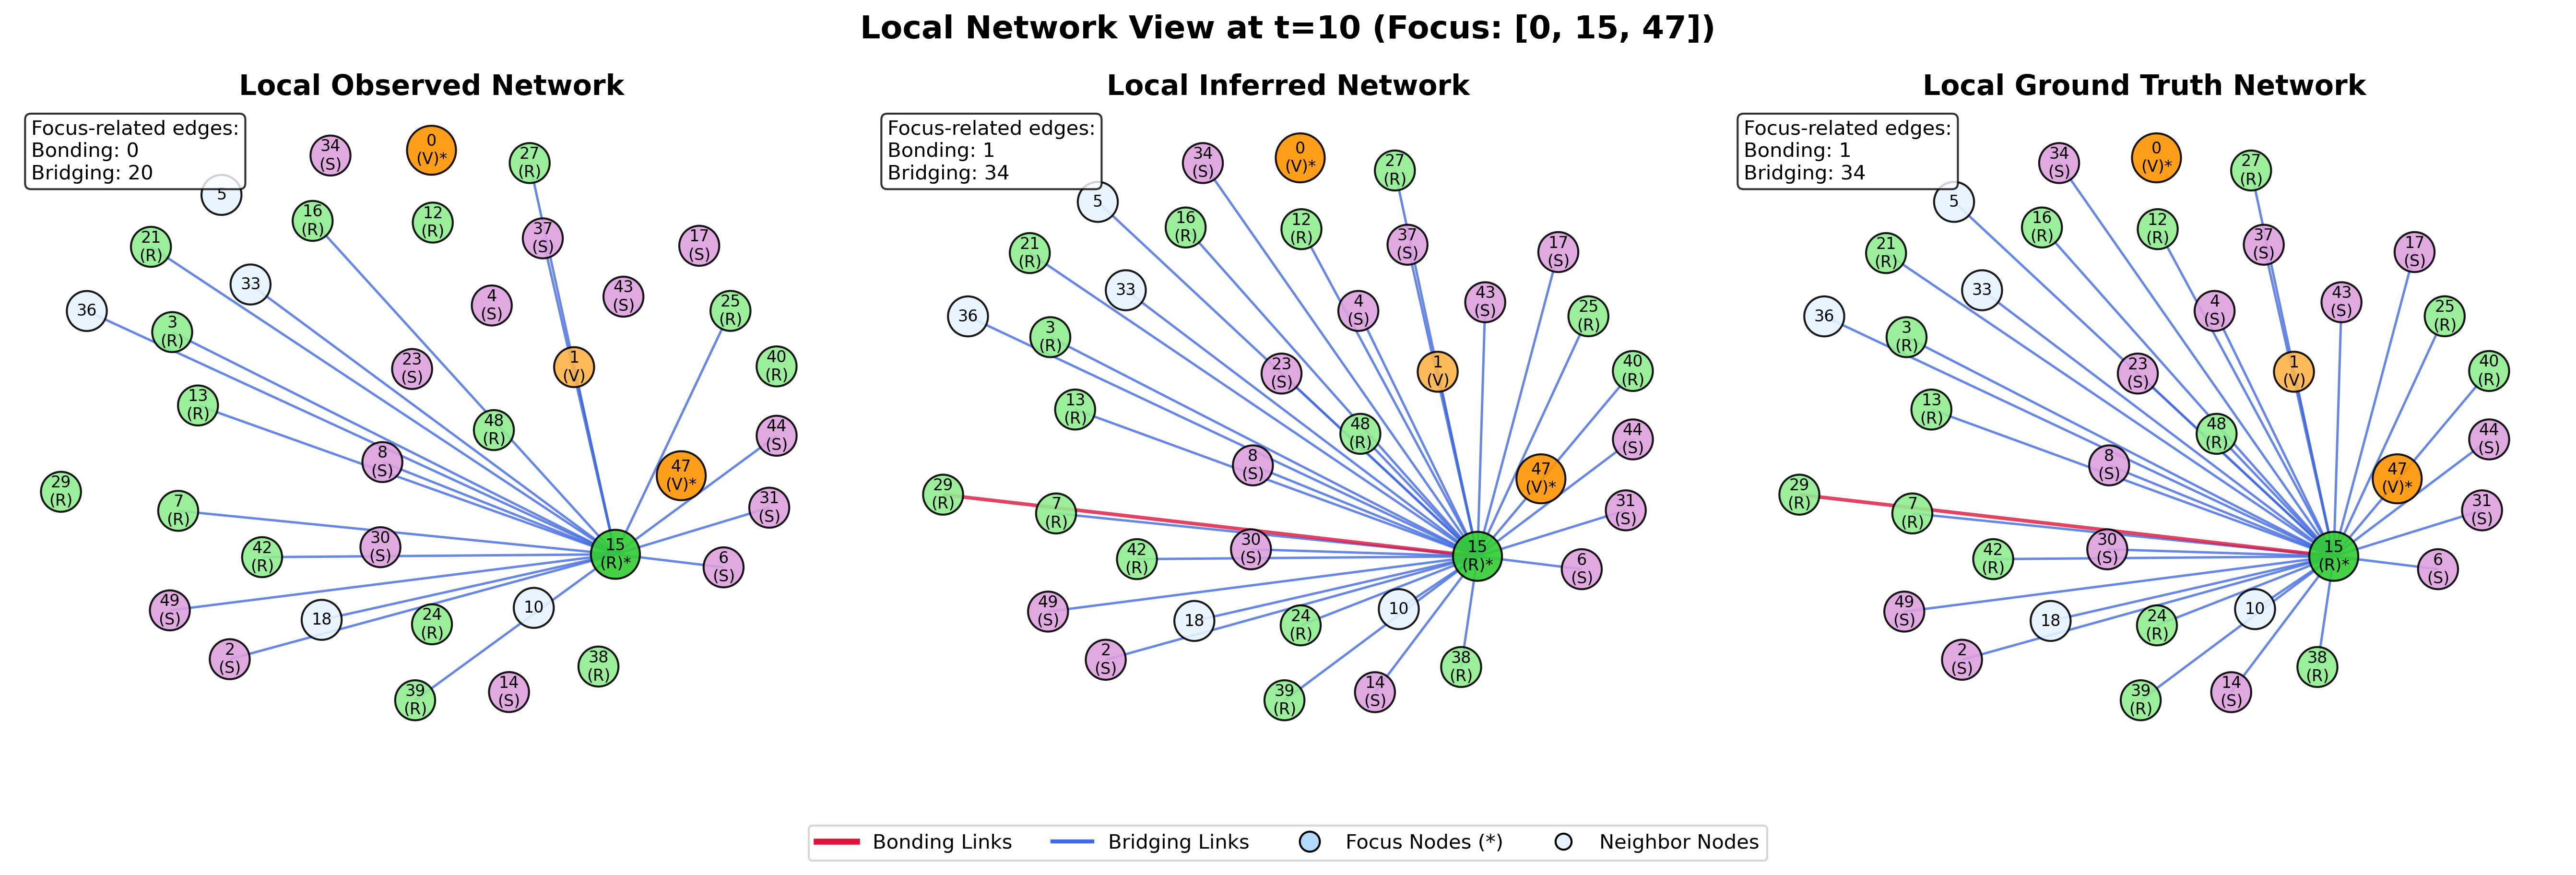 Local Network View at t=10 (Focus: [0, 15, 47])
Local Observed Network
Focus-related edges:
Bonding: 0
Bridging: 20
34
(S)
0
(V)*
27
(R)
5
16
(R)
12
(R)
37
(S)
17
(S)
21
(R)
33
4
(S)
43
(S)
25
(R)
36
3
(R)
23
(S)
1
(V)
40
(R)
13
(R)
48
(R)
44
(S)
8
(S)
47
(V)*
29
(R)
7
(R)
31
(S)
42
(R)
30
(S)
15
(R)*
6
(S)
49
(S)
18
24
(R)
10
2
(S)
38
(R)
39
(R)
14
(S)
Local Inferred Network
Focus-related edges:
Bonding: 1
Bridging: 34
34
(S)
0
(V)*
27
(R)
5
16
(R)
12
(R)
37
(S)
17
(S)
21
(R)
33
4
(S)
43
(S)
25
(R)
36
3
(R)
23
(S)
1
(V)
40
(R)
13
(R)
48
(R)
44
(S)
8
(S)
47
(V)*
29
(R)
7
(R)
31
(S)
42
(R)
30
(S)
15
(R)*
6
(S)
49
(S)
18
24
(R)
10
2
(S)
38
(R)
39
(R)
14
(S)
Local Ground Truth Network
Focus-related edges:
Bonding: 1
Bridging: 34
34
(S)
0
(V)*
27
(R)
5
16
(R)
12
(R)
37
(S)
17
(S)
21
(R)
33
4
(S)
43
(S)
25
(R)
36
3
(R)
23
(S)
1
(V)
40
(R)
13
(R)
48
(R)
44
(S)
8
(S)
47
(V)*
29
(R)
7
(R)
31
(S)
42
(R)
30
(S)
15
(R)*
6
(S)
49
(S)
18
24
(R)
10
2
(S)
38
(R)
39
(R)
14
(S)
Bonding Links
Bridging Links
Focus Nodes (*)
Neighbor Nodes